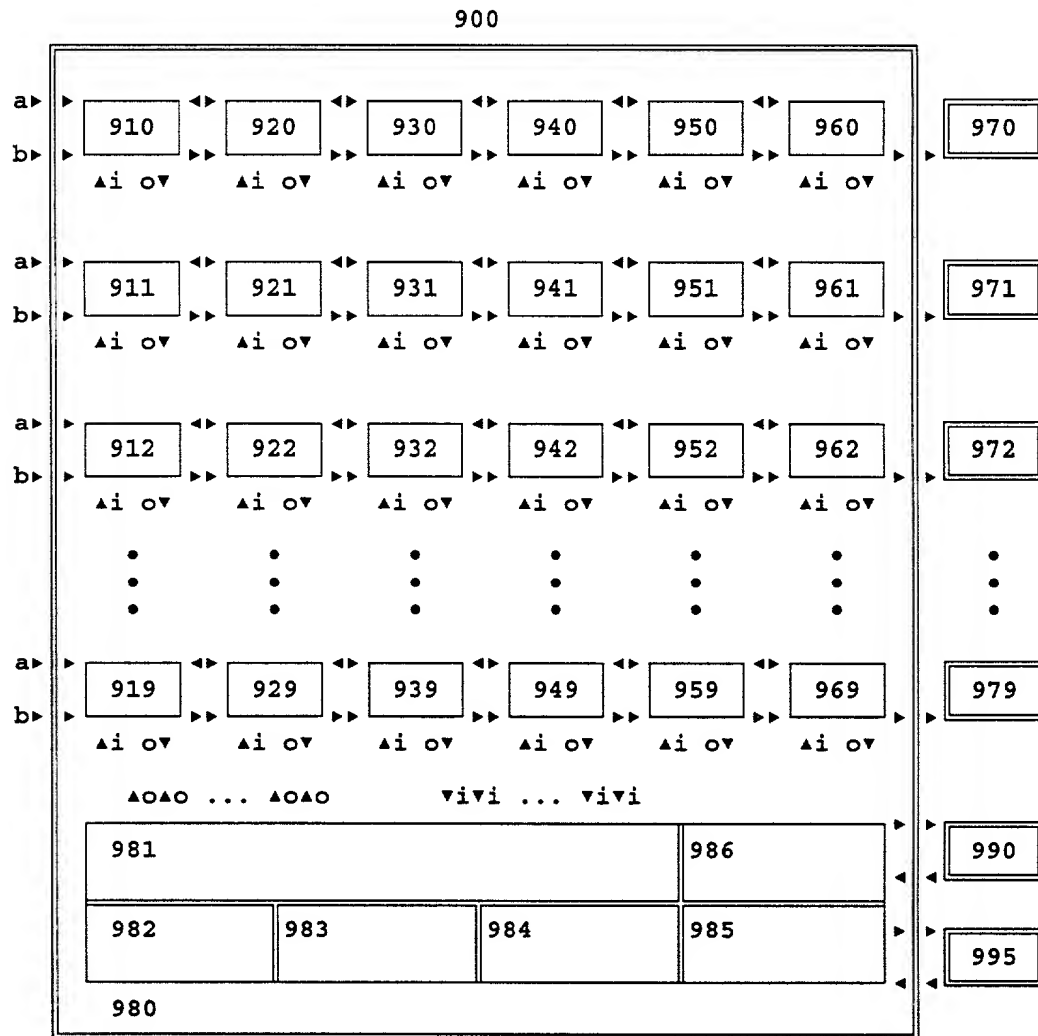 900
a▶ ▶ 910 ◀▶ 920 ◀▶ 930 ◀▶ 940 ◀▶ 950 ◀▶ 960 970
b▶ ▶ ▶▶ ▶▶ ▶▶ ▶▶ ▶▶ ▶ ▶
▲i o▼ ▲i o▼ ▲i o▼ ▲i o▼ ▲i o▼ ▲i o▼
a▶ ▶ 911 ◀▶ 921 ◀▶ 931 ◀▶ 941 ◀▶ 951 ◀▶ 961 971
b▶ ▶ ▶▶ ▶▶ ▶▶ ▶▶ ▶▶ ▶ ▶
▲i o▼ ▲i o▼ ▲i o▼ ▲i o▼ ▲i o▼ ▲i o▼
a▶ ▶ 912 ◀▶ 922 ◀▶ 932 ◀▶ 942 ◀▶ 952 ◀▶ 962 972
b▶ ▶ ▶▶ ▶▶ ▶▶ ▶▶ ▶▶ ▶ ▶
▲i o▼ ▲i o▼ ▲i o▼ ▲i o▼ ▲i o▼ ▲i o▼
a▶ ▶ 919 ◀▶ 929 ◀▶ 939 ◀▶ 949 ◀▶ 959 ◀▶ 969 979
b▶ ▶ ▶▶ ▶▶ ▶▶ ▶▶ ▶▶ ▶ ▶
▲i o▼ ▲i o▼ ▲i o▼ ▲i o▼ ▲i o▼ ▲i o▼
▲o▲o ... ▲o▲o ▼i▼i ... ▼i▼i
981 986 990
982 983 984 985 995
980